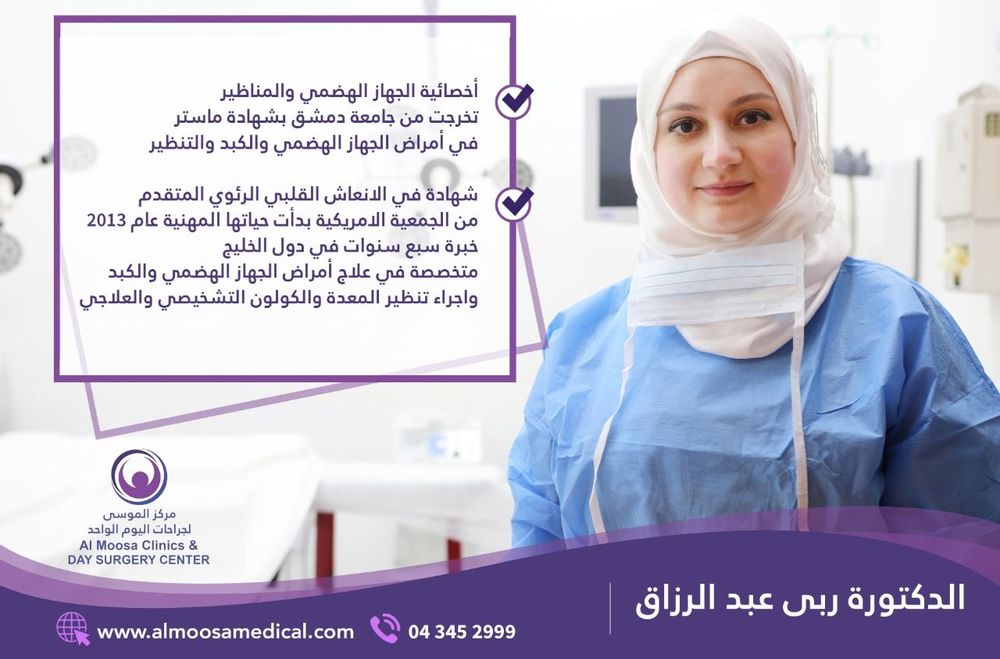 أخصائية الجهاز الهضمي والمناظير
تخرجت من جامعة دمشق بشهادة ماستر
في أمراض الجهاز الهضمي والكبد والتنظير
شهادة في الانعاش القلبي الرئوي المتقدم
من الجمعية الامريكية بدأت حياتها المهنية عام 2013
خبرة سبع سنوات في دول الخليج
متخصصة في علاج أمراض الجهاز الهضمي والكبد
واجراء تنظير المعدة والكولون التشخيصي والعلاجي
مركز الموسى
لجراحات اليوم الواحد
Al Moosa Clinics &
DAY SURGERY CENTER
الدكتورة ربى عبد الرزاق
www.almoosamedical.com
04 345 2999